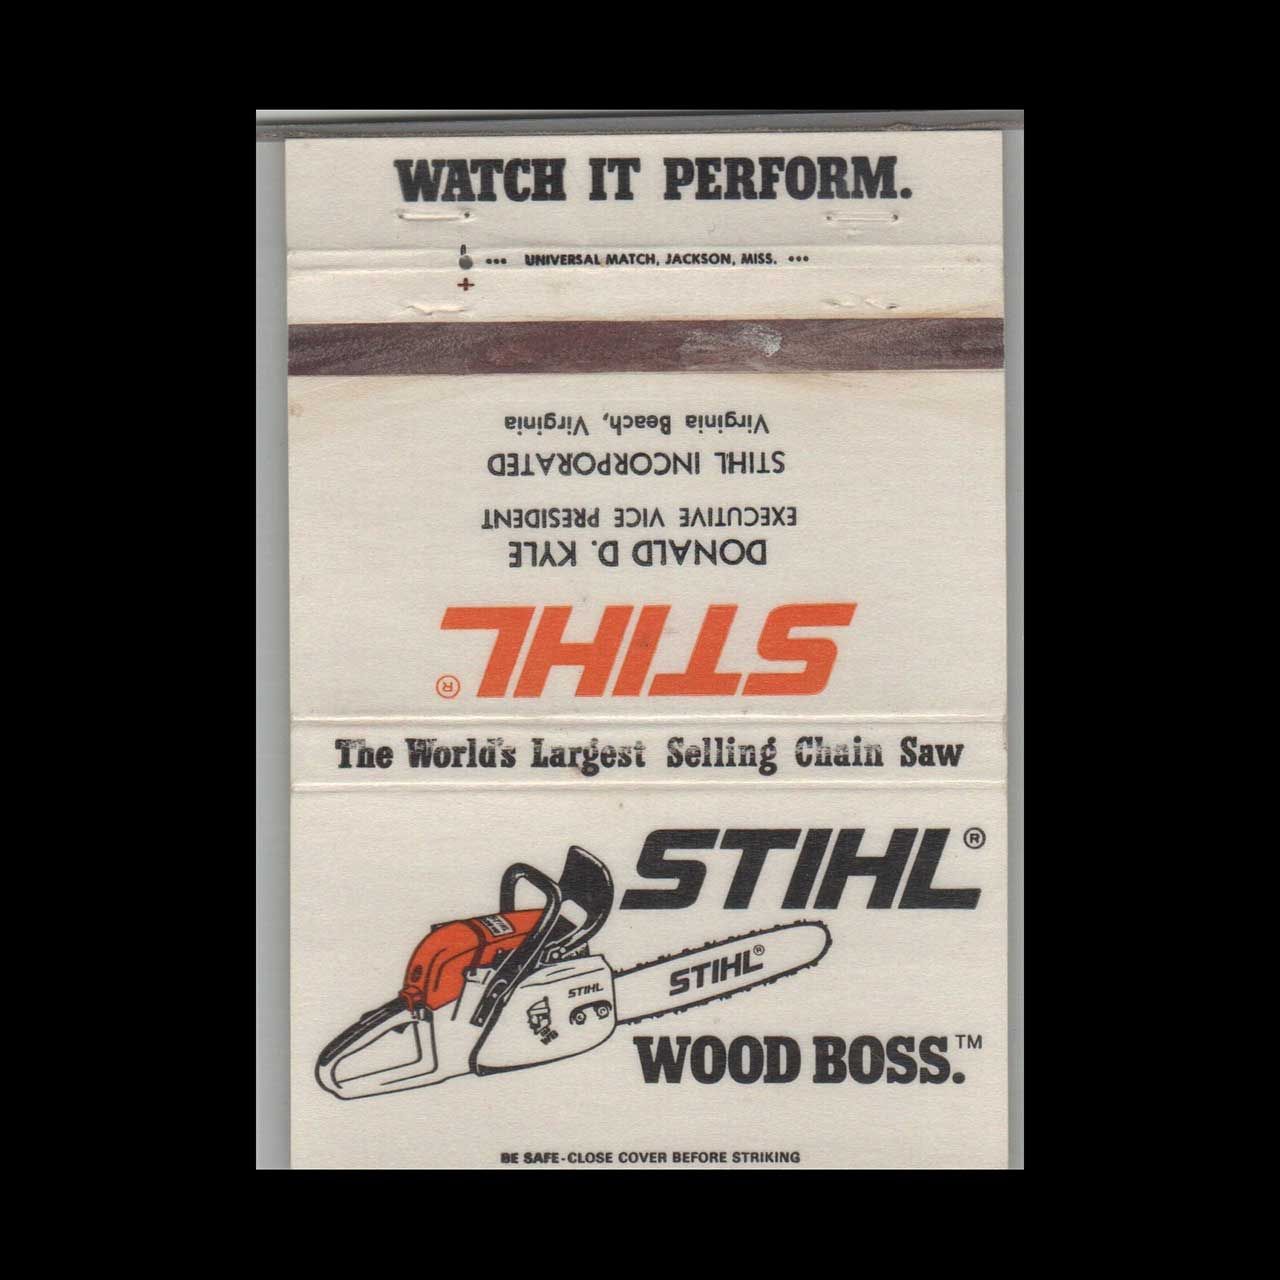 WATCH IT PERFORM.
••• UNIVERSAL MATCH, JACKSON, MISS. •••
Virginia Beach, Virginia
STIHL INCORPORATED
EXECUTIVE VICE PRESIDENT
DONALD D. KYLE
STIHL®
The World's Largest Selling Chain Saw
STIHL®
STIHL®
STIHL
WOOD BOSS.™
BE SAFE - CLOSE COVER BEFORE STRIKING